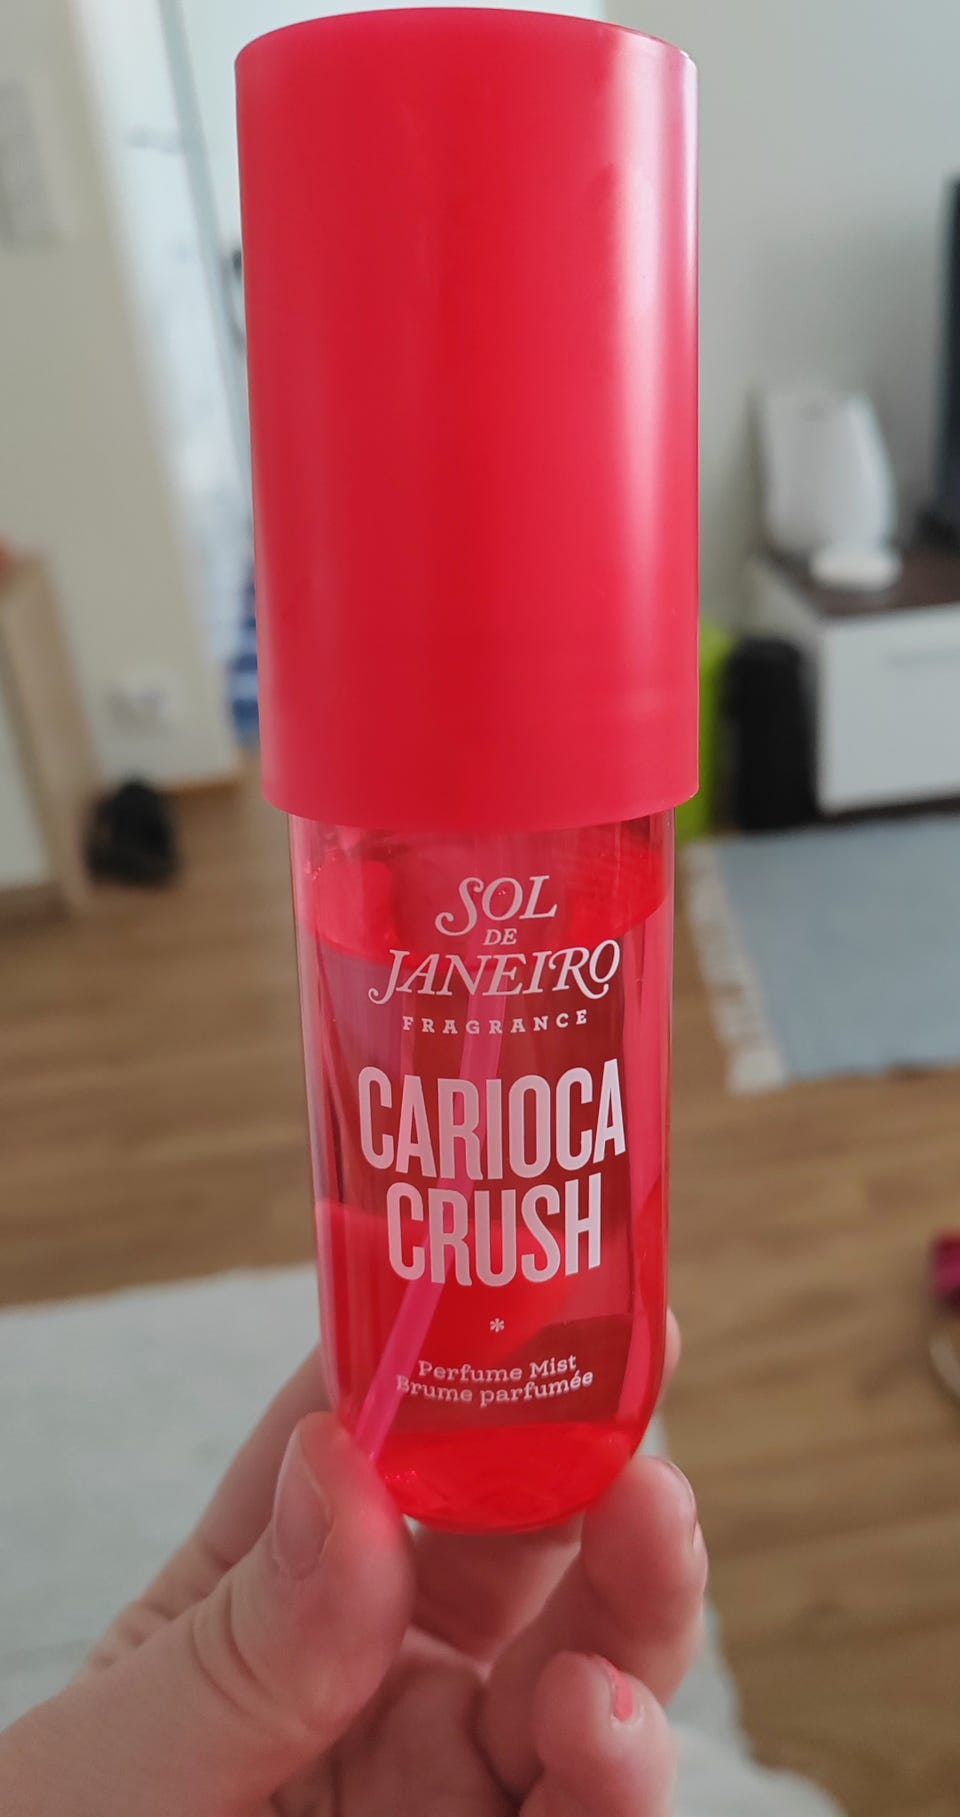 SOL
DE
JANEIRO
FRAGRANCE
CARIOCA
CRUSH
*
Perfume Mist
Brume parfumée